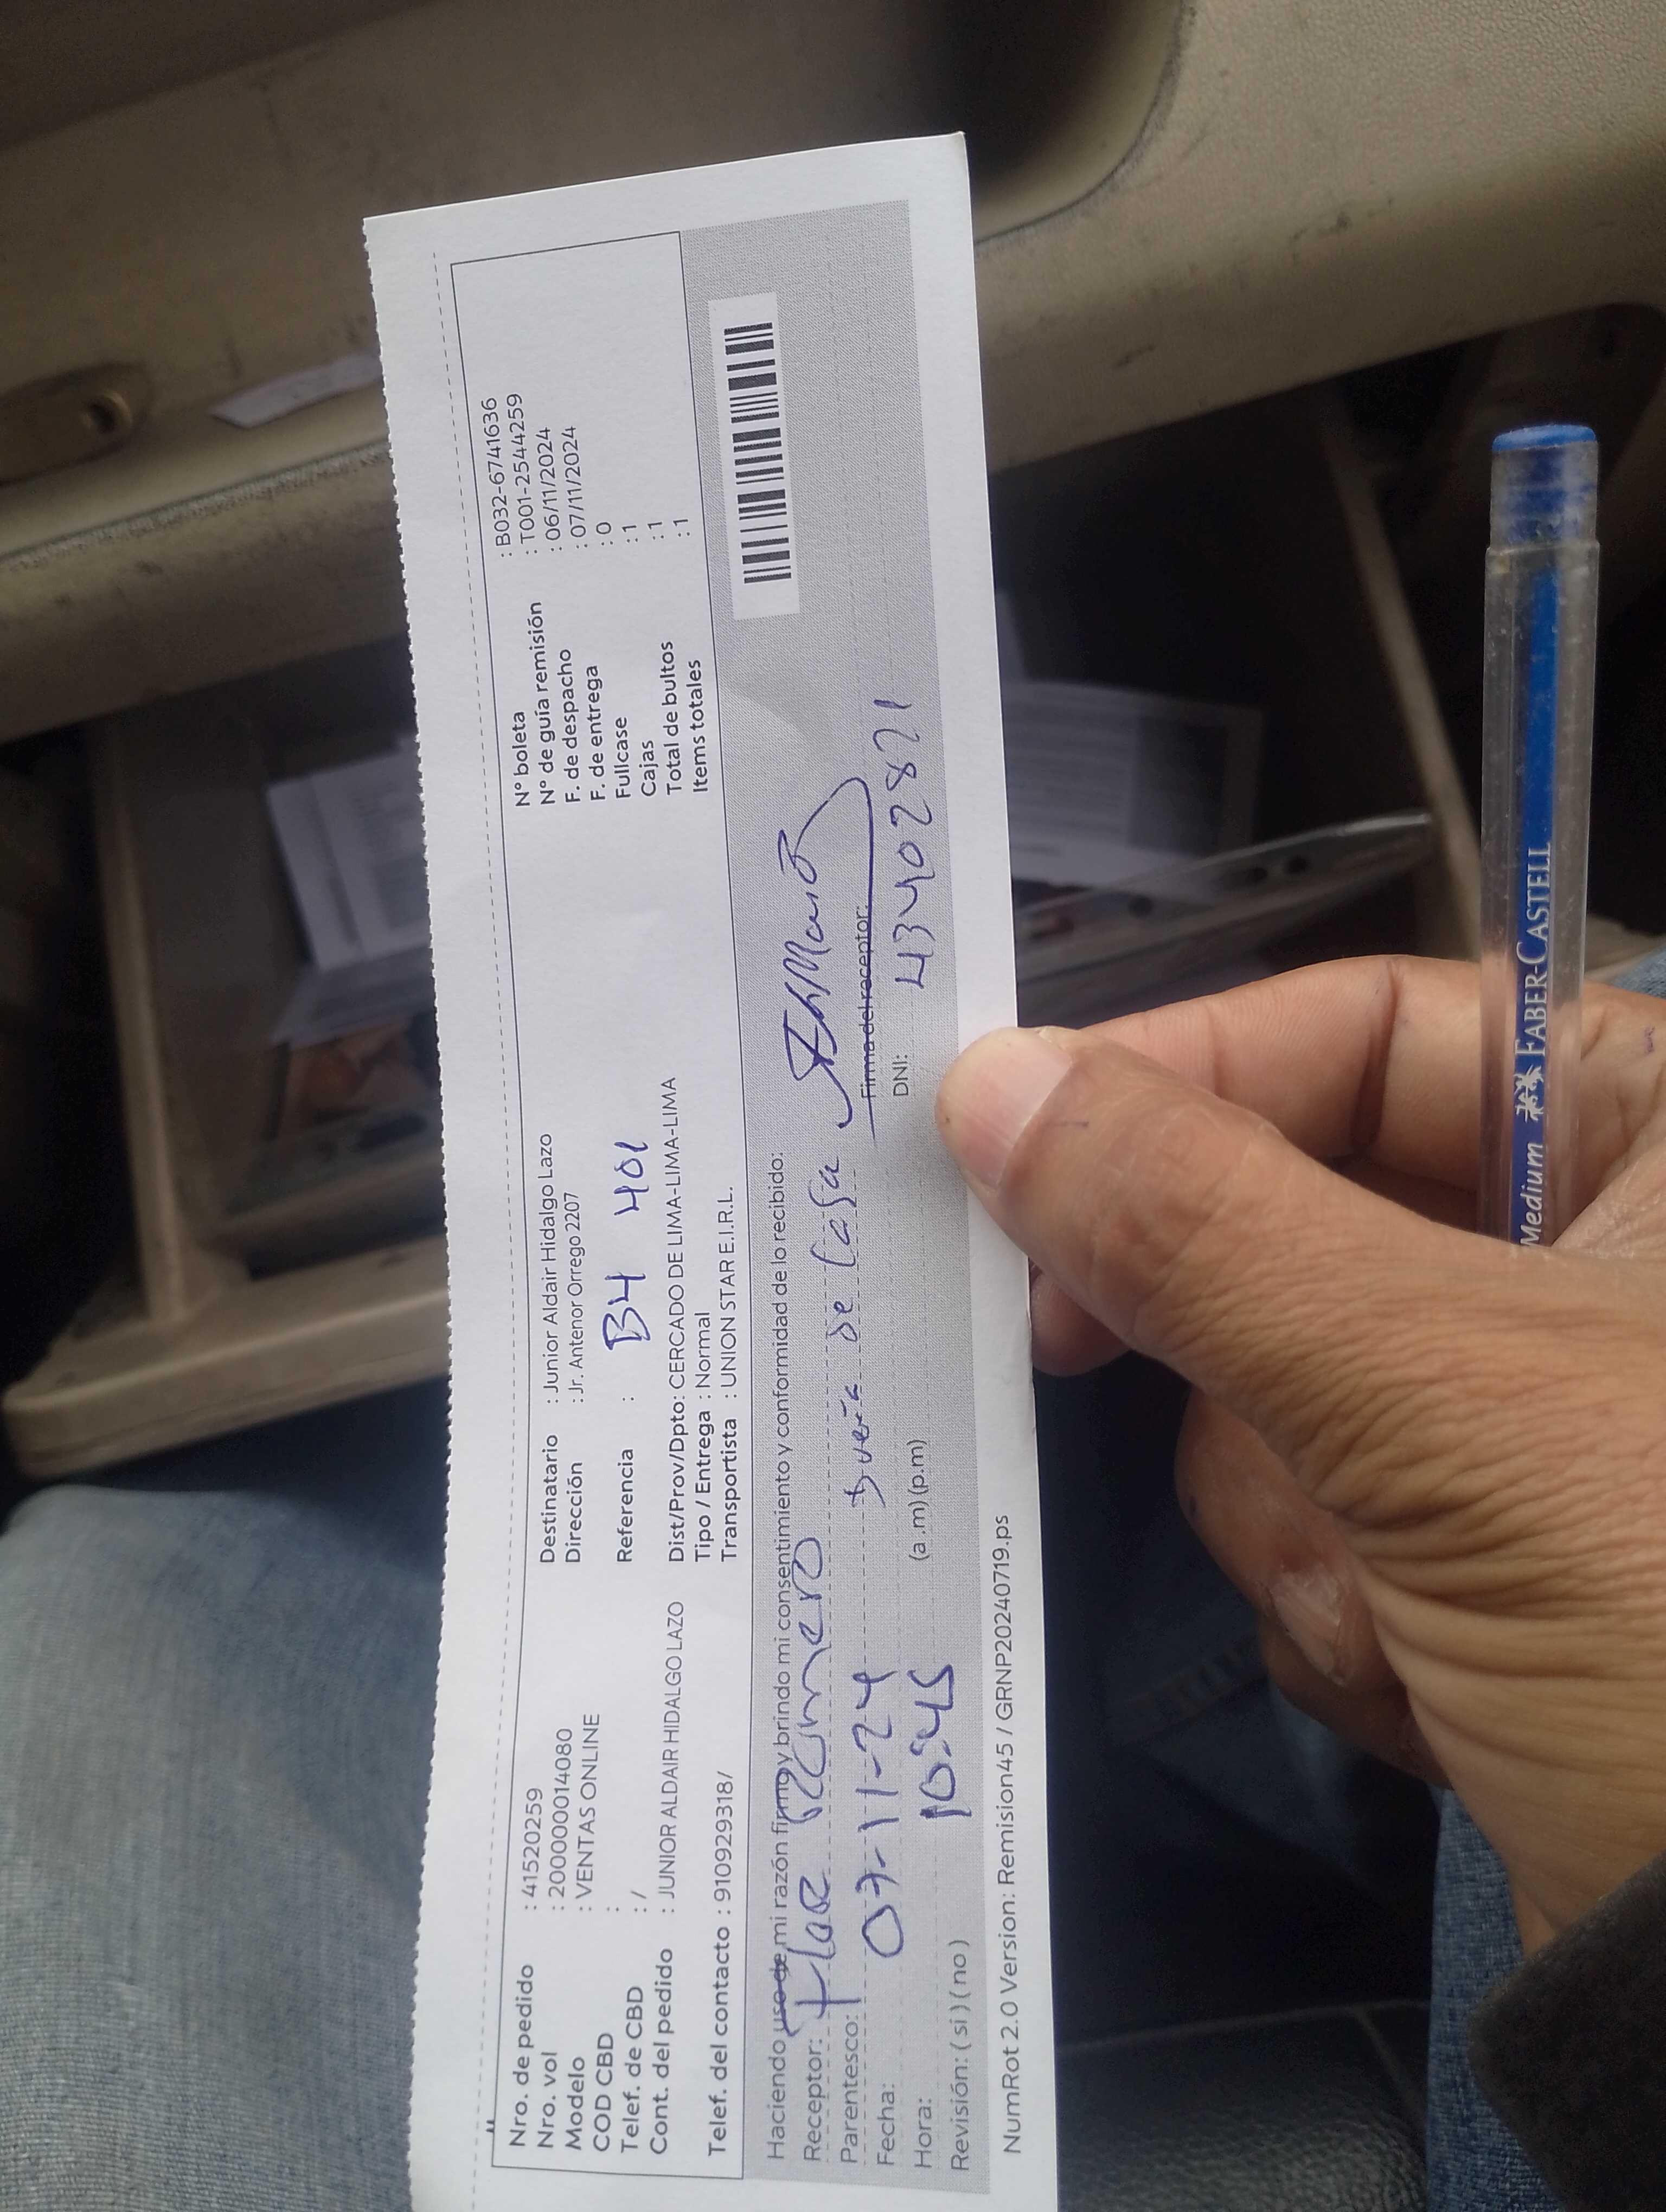 Nro. de pedido : 41520259
Nro. vol : 200000014080
Modelo : VENTAS ONLINE
COD CBD :
Telef. de CBD : /
Cont. del pedido : JUNIOR ALDAIR HIDALGO LAZO
Telef. del contacto : 910929318/
Destinatario : Junior Aldair Hidalgo Lazo
Dirección : Jr. Antenor Orrego 2207
Referencia : B4 401
Dist/Prov/Dpto: CERCADO DE LIMA-LIMA-LIMA
Tipo / Entrega : Normal
Transportista : UNION STAR E.I.R.L.
N° boleta : B032-6741636
N° de guía remisión : T001-2544259
F. de despacho : 06/11/2024
F. de entrega : 07/11/2024
Fullcase : 0
Cajas : 1
Total de bultos : 1
Items totales : 1
Haciendo uso de mi razón firmo y brindo mi consentimiento y conformidad de lo recibido:
Receptor: Flor Romero
Parentesco: Dueña de Casa
Fecha: 07-11-24
Hora: 10:45 (a.m) (p.m)
Revisión: ( si ) ( no )
Firma del receptor:
DNI: 43402821
NumRot 2.0 Version: Remision45 / GRNP20240719.ps
Medium FABER-CASTELL